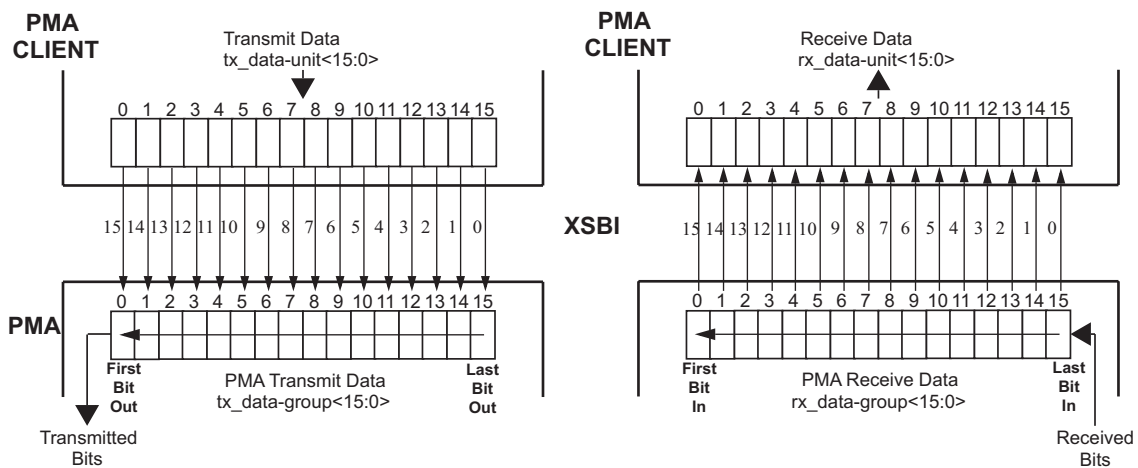 PMA
CLIENT
Transmit Data
tx_data-unit<15:0>
0 1 2 3 4 5 6 7 8 9 10 11 12 13 14 15
15 14 13 12 11 10 9 8 7 6 5 4 3 2 1 0
PMA
0 1 2 3 4 5 6 7 8 9 10 11 12 13 14 15
First
Bit
Out
PMA Transmit Data
tx_data-group<15:0>
Last
Bit
Out
Transmitted
Bits
XSBI
PMA
CLIENT
Receive Data
rx_data-unit<15:0>
0 1 2 3 4 5 6 7 8 9 10 11 12 13 14 15
15 14 13 12 11 10 9 8 7 6 5 4 3 2 1 0
0 1 2 3 4 5 6 7 8 9 10 11 12 13 14 15
First
Bit
In
PMA Receive Data
rx_data-group<15:0>
Last
Bit
In
Received
Bits